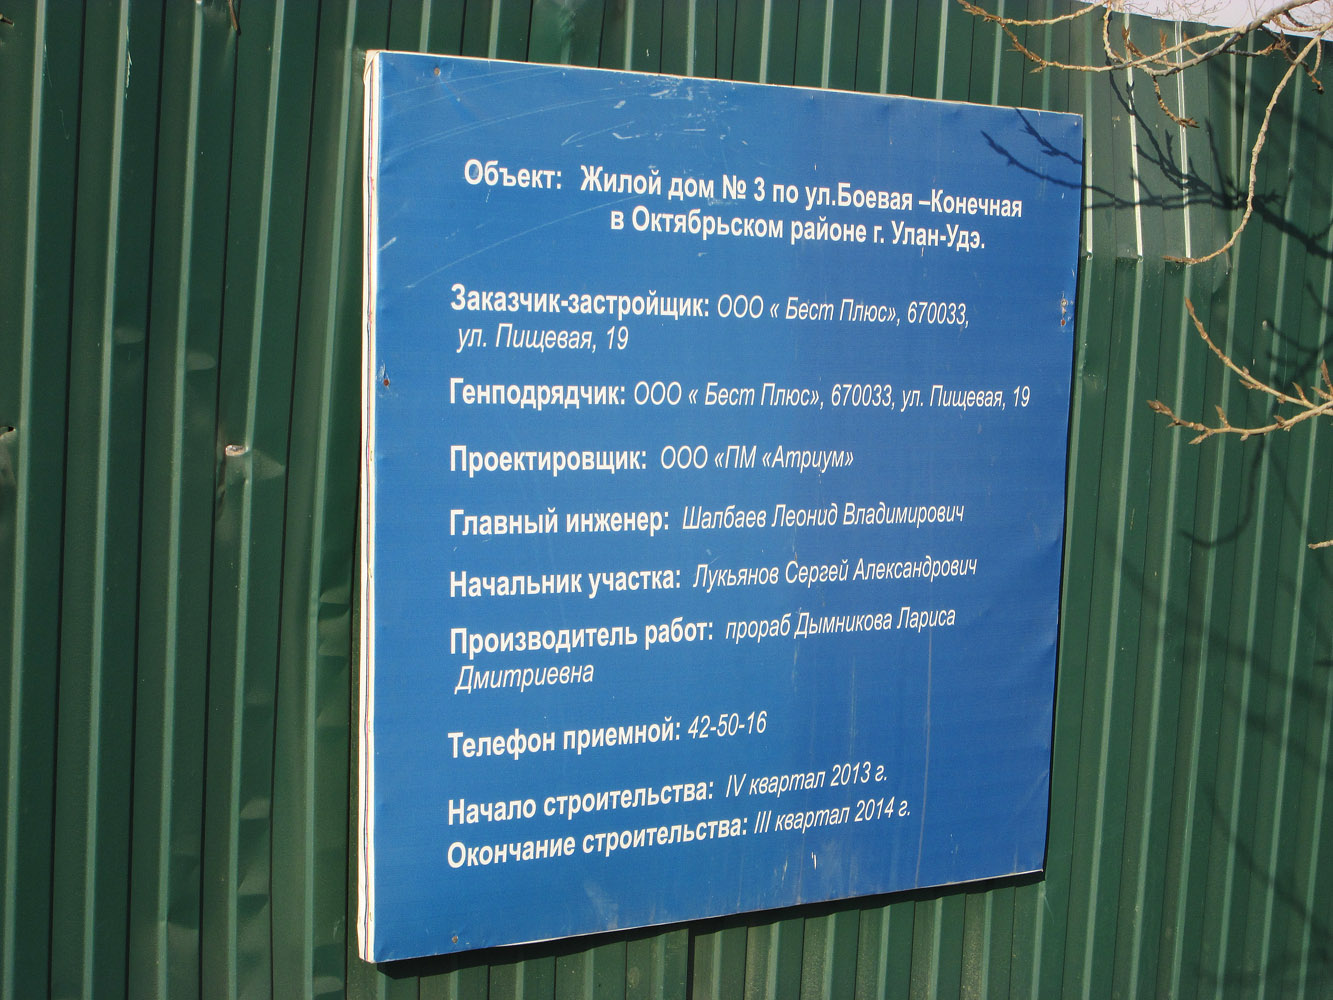 Объект: Жилой дом № 3 по ул.Боевая –Конечная
в Октябрьском районе г. Улан-Удэ.
Заказчик-застройщик: ООО « Бест Плюс», 670033,
ул. Пищевая, 19
Генподрядчик: ООО « Бест Плюс», 670033, ул. Пищевая, 19
Проектировщик: ООО «ПМ «Атриум»
Главный инженер: Шалбаев Леонид Владимирович
Начальник участка: Лукьянов Сергей Александрович
Производитель работ: прораб Дымникова Лариса
Дмитриевна
Телефон приемной: 42-50-16
Начало строительства: IV квартал 2013 г.
Окончание строительства: III квартал 2014 г.